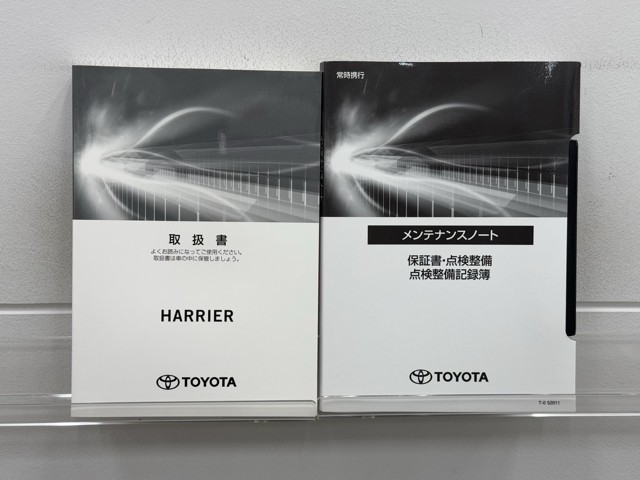 取扱書
よくお読みになってご使用ください。
取扱書は車の中に保管しましょう。
HARRIER
TOYOTA
常時携行
メンテナンスノート
保証書・点検整備
点検整備記録簿
TOYOTA